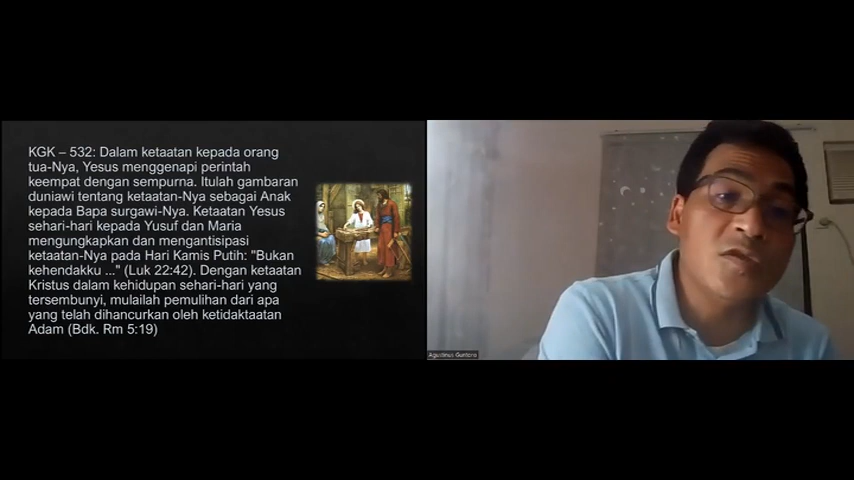 KGK – 532: Dalam ketaatan kepada orang
tua-Nya, Yesus menggenapi perintah
keempat dengan sempurna. Itulah gambaran
duniawi tentang ketaatan-Nya sebagai Anak
kepada Bapa surgawi-Nya. Ketaatan Yesus
sehari-hari kepada Yusuf dan Maria
mengungkapkan dan mengantisipasi
ketaatan-Nya pada Hari Kamis Putih: "Bukan
kehendakku ..." (Luk 22:42). Dengan ketaatan
Kristus dalam kehidupan sehari-hari yang
tersembunyi, mulailah pemulihan dari apa
yang telah dihancurkan oleh ketidaktaatan
Adam (Bdk. Rm 5:19)
Agustinus Guntoro